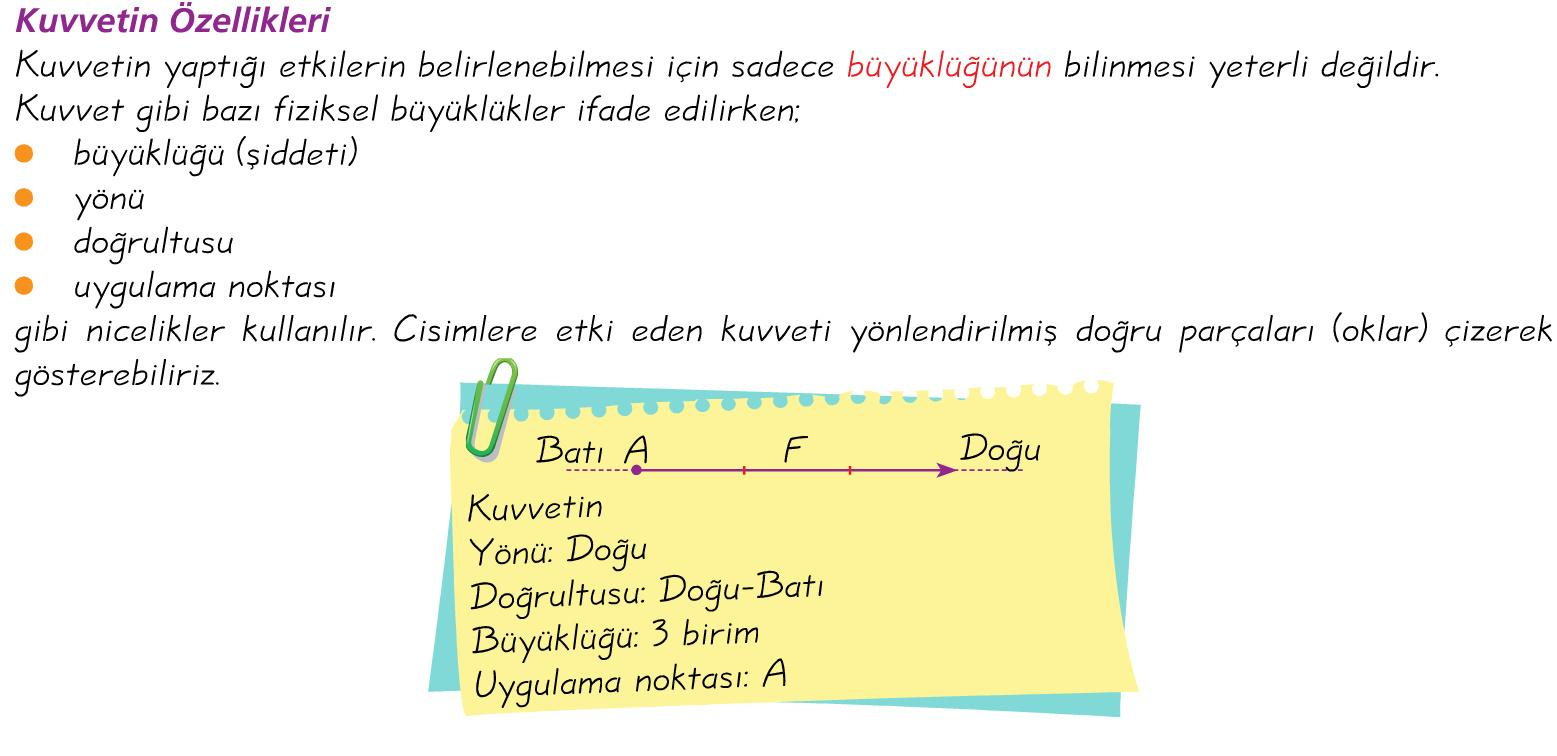 Kuvvetin Özellikleri
Kuvvetin yaptığı etkilerin belirlenebilmesi için sadece büyüklüğünün bilinmesi yeterli değildir.
Kuvvet gibi bazı fiziksel büyüklükler ifade edilirken;
● büyüklüğü (şiddeti)
● yönü
● doğrultusu
● uygulama noktası
gibi nicelikler kullanılır. Cisimlere etki eden kuvveti yönlendirilmiş doğru parçaları (oklar) çizerek
gösterebiliriz.
Batı A F Doğu
Kuvvetin
Yönü: Doğu
Doğrultusu: Doğu-Batı
Büyüklüğü: 3 birim
Uygulama noktası: A